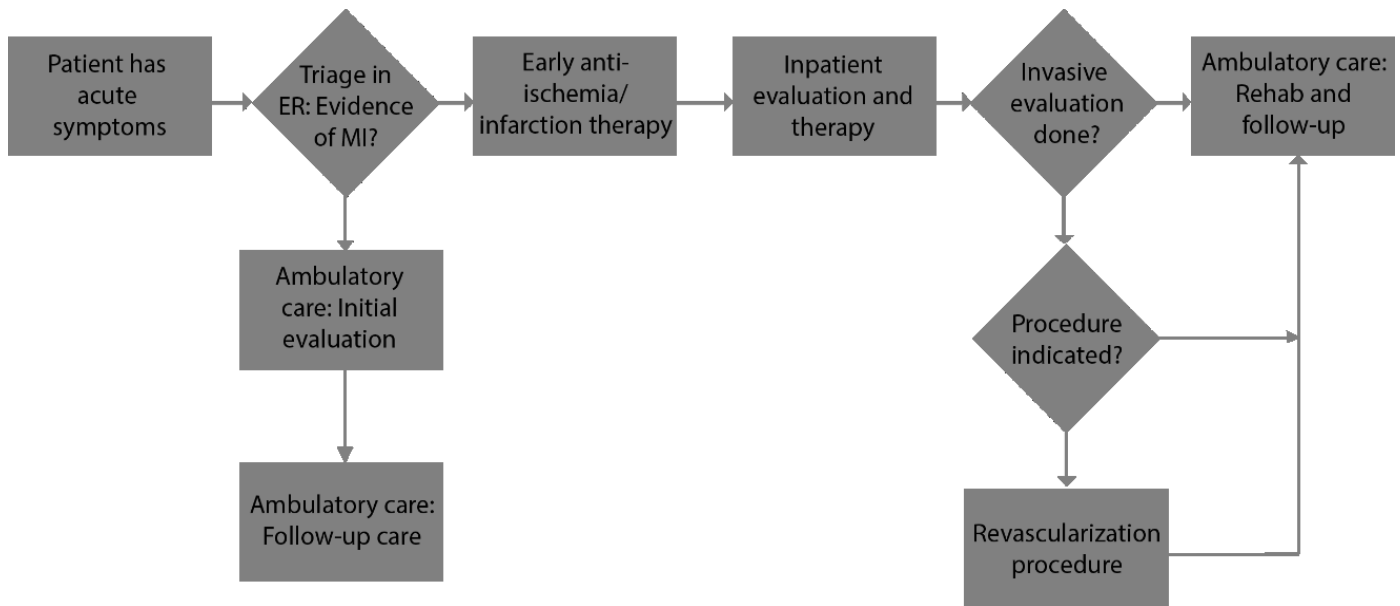 Patient has
acute
symptoms
Triage in
ER: Evidence
of MI?
Early anti-
ischemia/
infarction therapy
Inpatient
evaluation and
therapy
Invasive
evaluation
done?
Ambulatory care:
Rehab and
follow-up
Ambulatory
care: Initial
evaluation
Procedure
indicated?
Ambulatory care:
Follow-up care
Revascularization
procedure